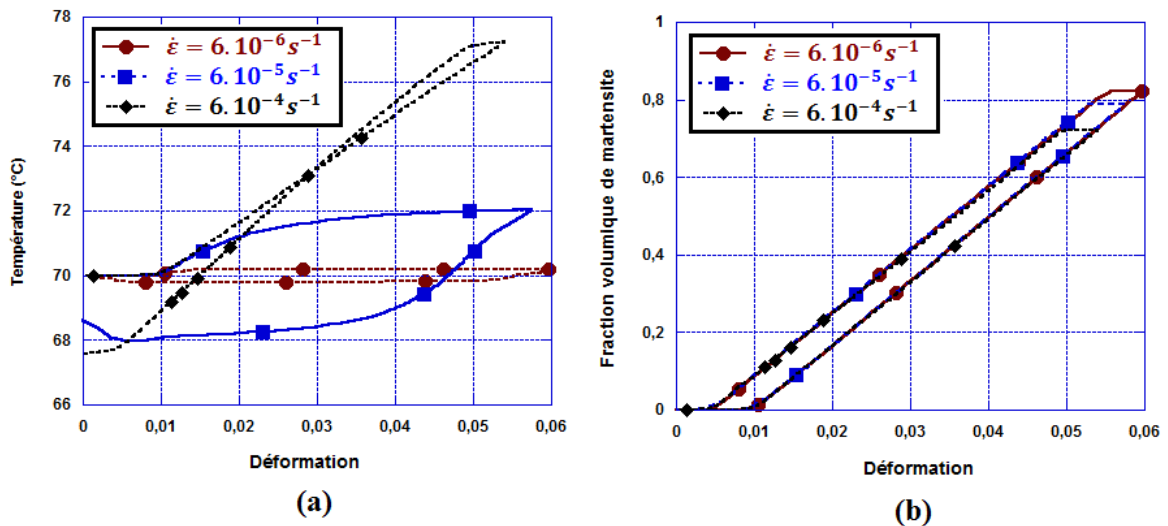 78
76
74
72
70
68
66
Température (°C)
ε̇ = 6. 10⁻⁶s⁻¹
ε̇ = 6. 10⁻⁵s⁻¹
ε̇ = 6. 10⁻⁴s⁻¹
0
0,01
0,02
0,03
0,04
0,05
0,06
Déformation
(a)
1
0,8
0,6
0,4
0,2
0
Fraction volumique de martensite
ε̇ = 6. 10⁻⁶s⁻¹
ε̇ = 6. 10⁻⁵s⁻¹
ε̇ = 6. 10⁻⁴s⁻¹
0
0,01
0,02
0,03
0,04
0,05
0,06
Déformation
(b)